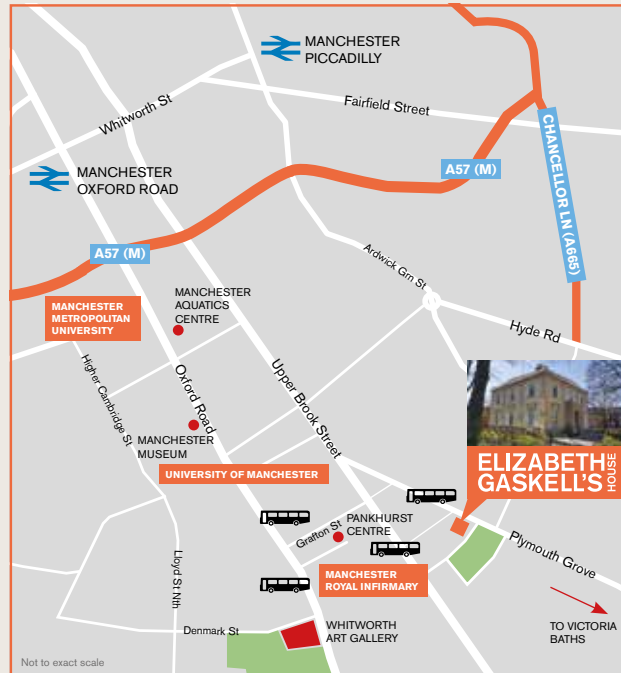 MANCHESTER
PICCADILLY
Whitworth St
Fairfield Street
MANCHESTER
OXFORD ROAD
CHANCELLOR LN (A665)
A57 (M)
A57 (M)
Ardwick Grn St
MANCHESTER
METROPOLITAN
UNIVERSITY
MANCHESTER
AQUATICS
CENTRE
Hyde Rd
Higher Cambridge St
Oxford Road
Upper Brook Street
MANCHESTER
MUSEUM
UNIVERSITY OF MANCHESTER
ELIZABETH
GASKELL'S
HOUSE
Grafton St
PANKHURST
CENTRE
Plymouth Grove
Lloyd St Nth
MANCHESTER
ROYAL INFIRMARY
Denmark St
WHITWORTH
ART GALLERY
TO VICTORIA
BATHS
Not to exact scale